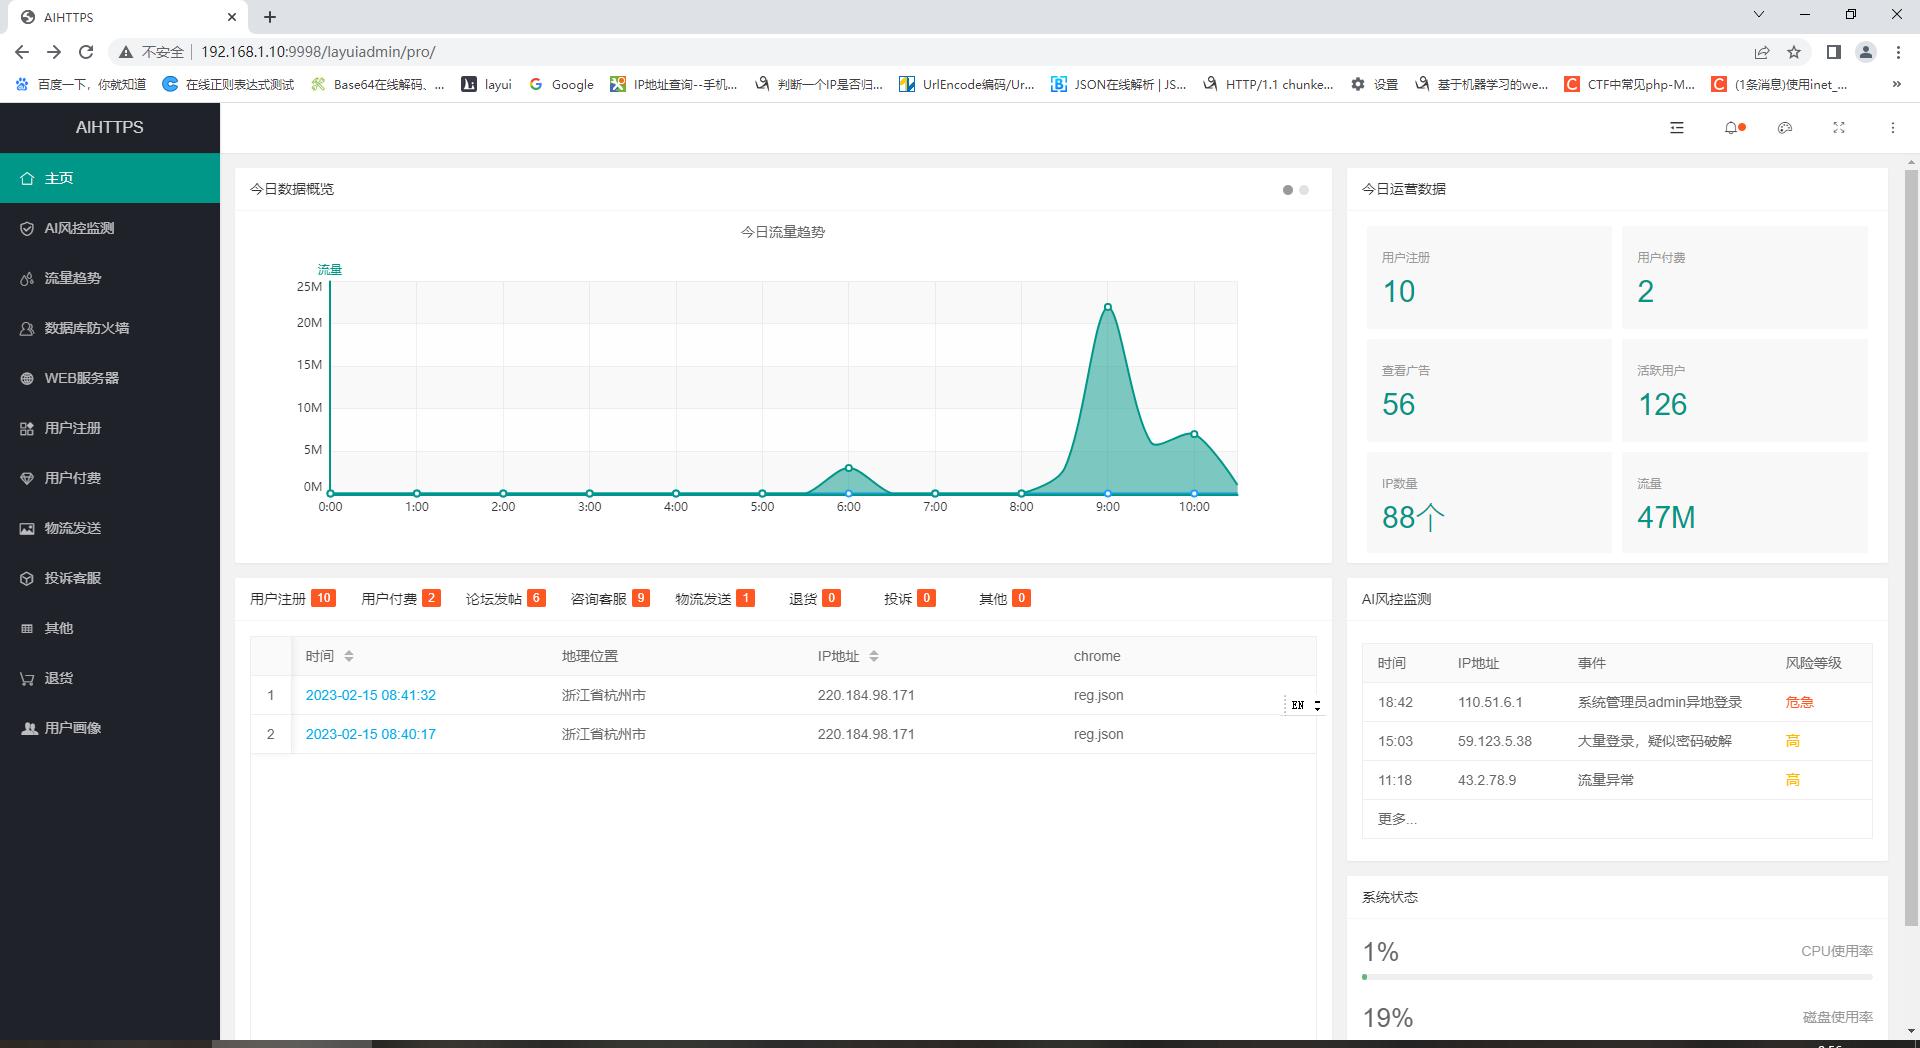 AIHTTPS
不安全 192.168.1.10:9998/layuiadmin/pro/
百度一下，你就知道 在线正则表达式测试 Base64在线解码、... layui Google IP地址查询--手机... 判断一个IP是否归... UrlEncode编码/Ur... JSON在线解析 | JS... HTTP/1.1 chunke... 设置 基于机器学习的we... CTF中常见php-M... (1条消息)使用inet_... »
AIHTTPS
主页
AI风控监测
流量趋势
数据库防火墙
WEB服务器
用户注册
用户付费
物流发送
投诉客服
其他
退货
用户画像
今日数据概览
今日流量趋势
流量
25M
20M
15M
10M
5M
0M
0:00 1:00 2:00 3:00 4:00 5:00 6:00 7:00 8:00 9:00 10:00
今日运营数据
用户注册
10
用户付费
2
查看广告
56
活跃用户
126
IP数量
88个
流量
47M
用户注册 10 用户付费 2 论坛发帖 6 咨询客服 9 物流发送 1 退货 0 投诉 0 其他 0
时间 地理位置 IP地址 chrome
1 2023-02-15 08:41:32 浙江省杭州市 220.184.98.171 reg.json
2 2023-02-15 08:40:17 浙江省杭州市 220.184.98.171 reg.json
EN
AI风控监测
时间 IP地址 事件 风险等级
18:42 110.51.6.1 系统管理员admin异地登录 危急
15:03 59.123.5.38 大量登录，疑似密码破解 高
11:18 43.2.78.9 流量异常 高
更多...
系统状态
1% CPU使用率
19% 磁盘使用率